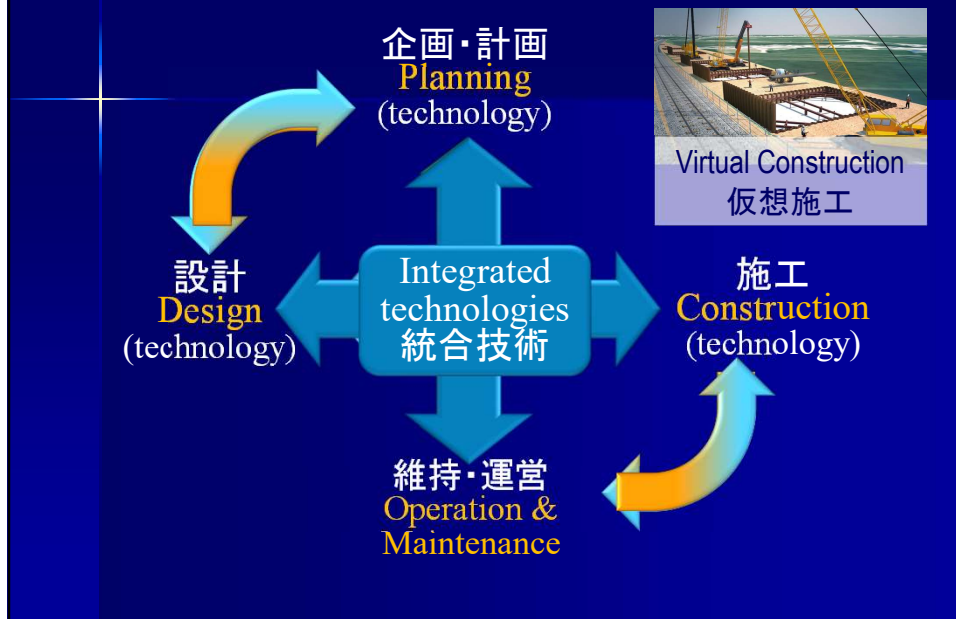 企画・計画
Planning
(technology)
Virtual Construction
仮想施工
設計
Design
(technology)
Integrated
technologies
統合技術
施工
Construction
(technology)
維持・運営
Operation &
Maintenance